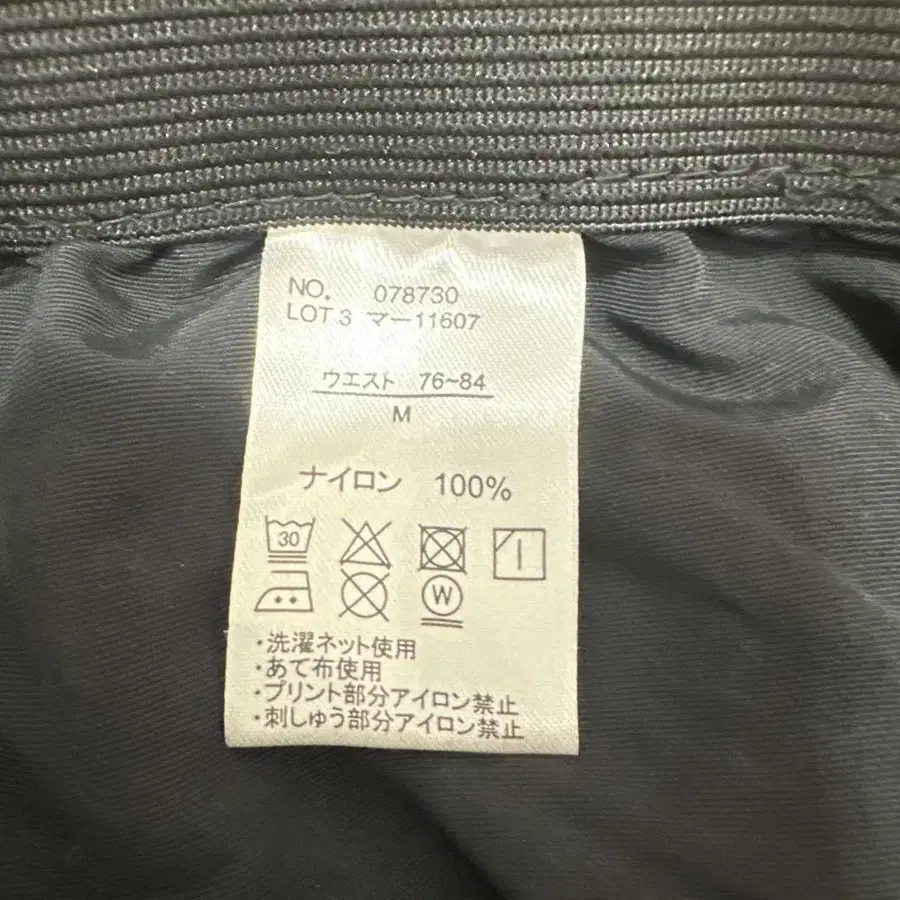 NO. 078730
LOT.3 マー11607
ウエスト 76~84
M
ナイロン 100%
30
W
・洗濯ネット使用
・あて布使用
・プリント部分アイロン禁止
・刺しゅう部分アイロン禁止